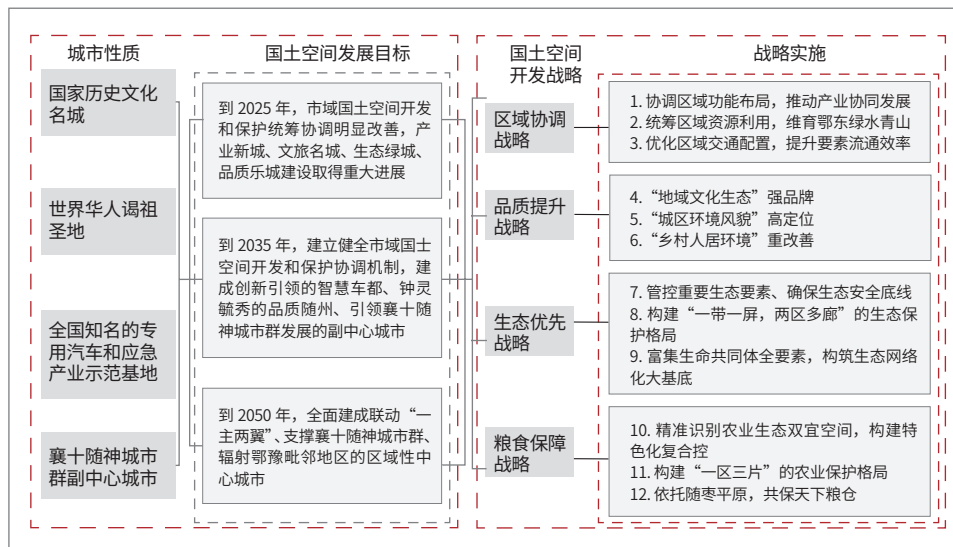 城市性质
国家历史文化
名城
世界华人谒祖
圣地
全国知名的专
用汽车和应急
产业示范基地
襄十随神城市
群副中心城市
国土空间发展目标
到 2025 年，市域国土空间开发
和保护统筹协调明显改善，产
业新城、文旅名城、生态绿城、
品质乐城建设取得重大进展
到 2035 年，建立健全市域国士
空间开发和保护协调机制，建
成创新引领的智慧车都、钟灵
毓秀的品质随州、引领襄十随
神城市群发展的副中心城市
到 2050 年，全面建成联动“一
主两翼”、支撑襄十随神城市群、
辐射鄂豫毗邻地区的区域性中
心城市
国土空间
开发战略
区域协调
战略
品质提升
战略
生态优先
战略
粮食保障
战略
战略实施
1. 协调区域功能布局，推动产业协同发展
2. 统筹区域资源利用，维育鄂东绿水青山
3. 优化区域交通配置，提升要素流通效率
4. “地域文化生态”强品牌
5. “城区环境风貌”高定位
6. “乡村人居环境”重改善
7. 管控重要生态要素、确保生态安全底线
8. 构建“一带一屏，两区多廊”的生态保
护格局
9. 富集生命共同体全要素，构筑生态网络
化大基底
10. 精准识别农业生态双宜空间，构建特
色化复合控
11. 构建“一区三片”的农业保护格局
12. 依托随枣平原，共保天下粮仓